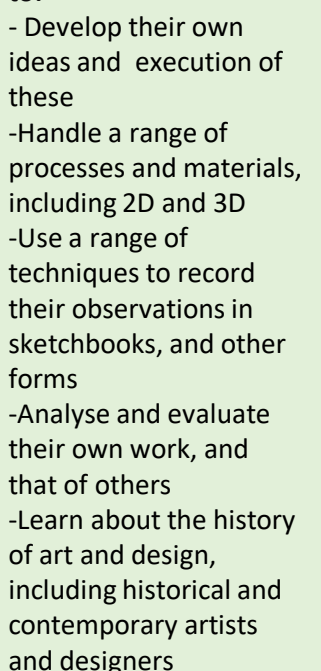 to:
- Develop their own
ideas and  execution of
these
-Handle a range of
processes and materials,
including 2D and 3D
-Use a range of
techniques to record
their observations in
sketchbooks, and other
forms
-Analyse and evaluate
their own work, and
that of others
-Learn about the history
of art and design,
including historical and
contemporary artists
and designers